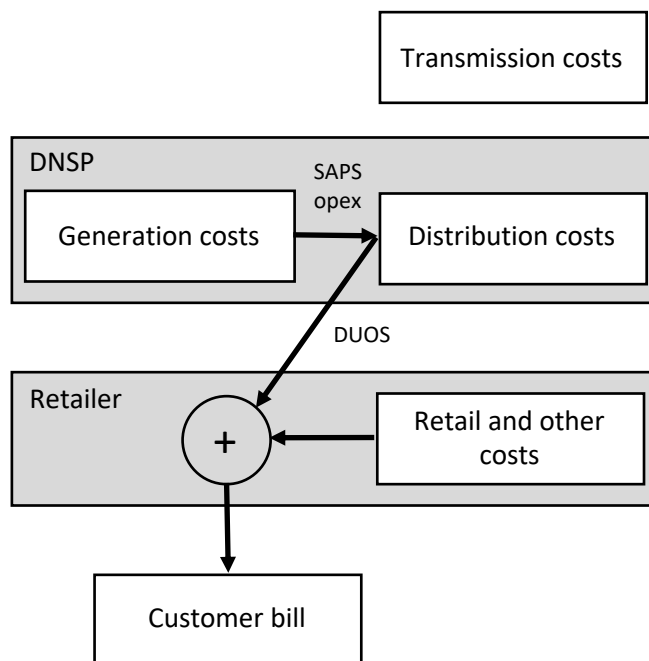 Transmission costs
DNSP
SAPS
opex
Generation costs
Distribution costs
DUOS
Retailer
Retail and other
costs
+
Customer bill